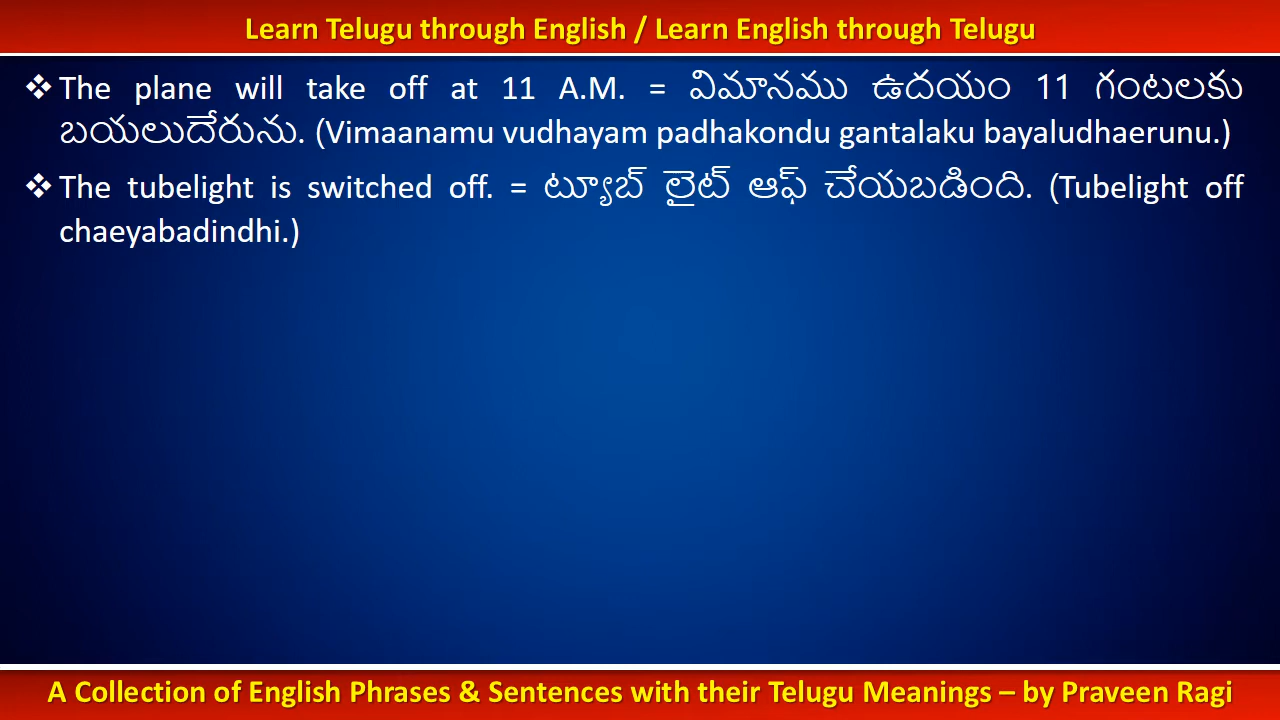 Learn Telugu through English / Learn English through Telugu
❖ The plane will take off at 11 A.M. = విమానము ఉదయం 11 గంటలకు
బయలుదేరును. (Vimaanamu vudhayam padhakondu gantalaku bayaludhaerunu.)
❖ The tubelight is switched off. = ట్యూబ్ లైట్ ఆఫ్ చేయబడింది. (Tubelight off
chaeyabadindhi.)
A Collection of English Phrases & Sentences with their Telugu Meanings – by Praveen Ragi